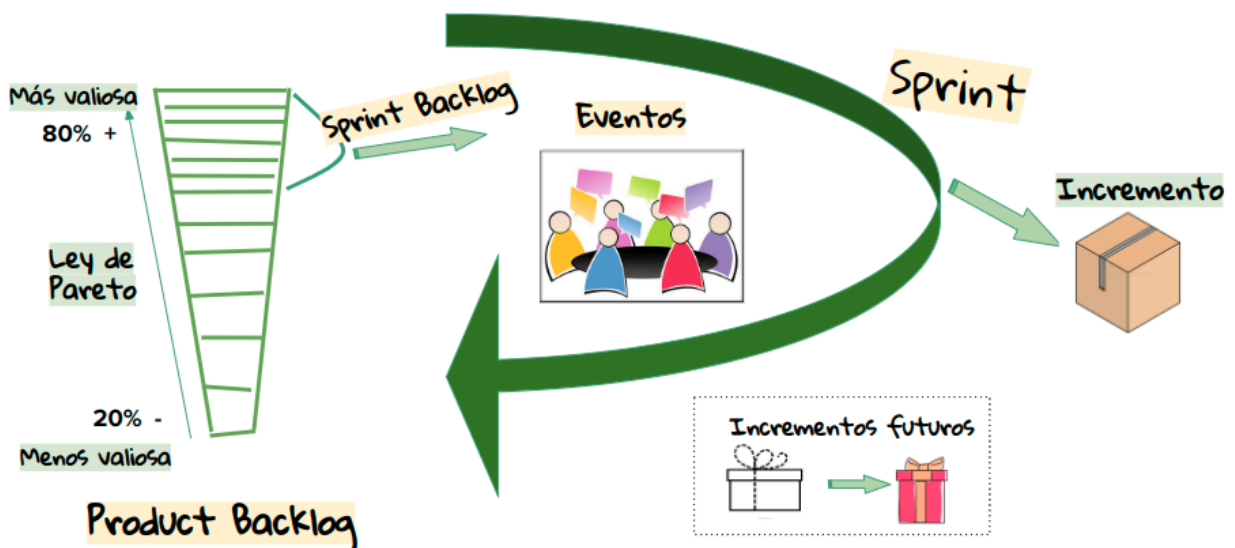 Más valiosa
80% +
Ley de
Pareto
20% -
Menos valiosa
Product Backlog
Sprint Backlog
Eventos
Sprint
Incremento
Incrementos futuros